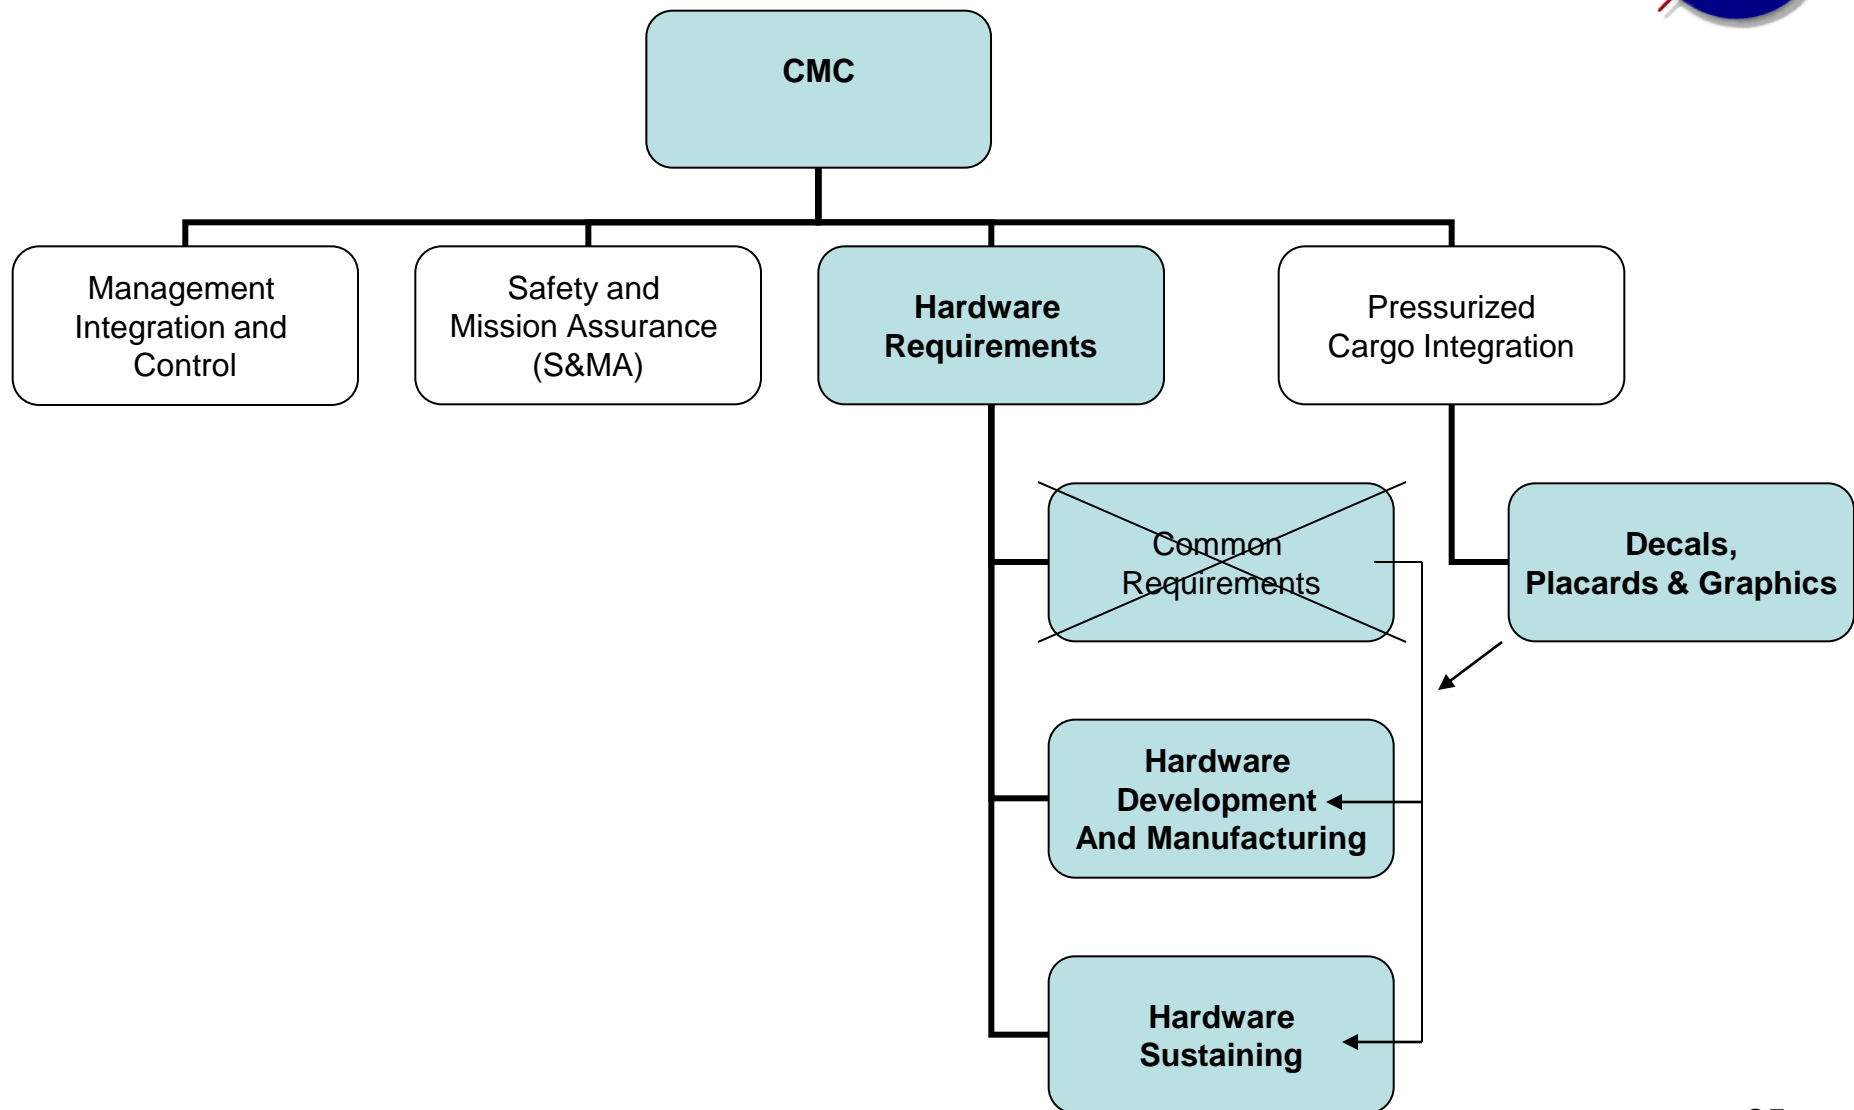 CMC
Management
Integration and
Control
Safety and
Mission Assurance
(S&MA)
Hardware
Requirements
Pressurized
Cargo Integration
Common
Requirements
Decals,
Placards & Graphics
Hardware
Development
And Manufacturing
Hardware
Sustaining